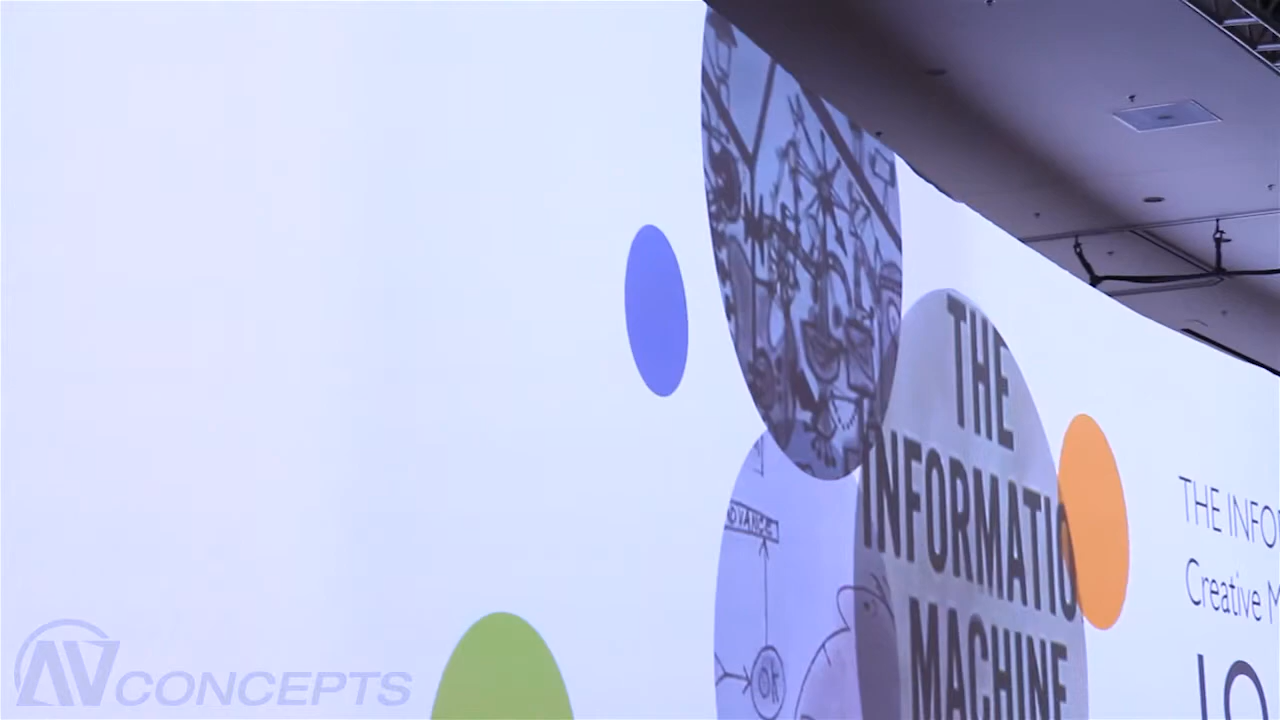 THE
INFORMATIO
MACHINE
THE INFO
Creative M
ADVANCE
OK
AV CONCEPTS